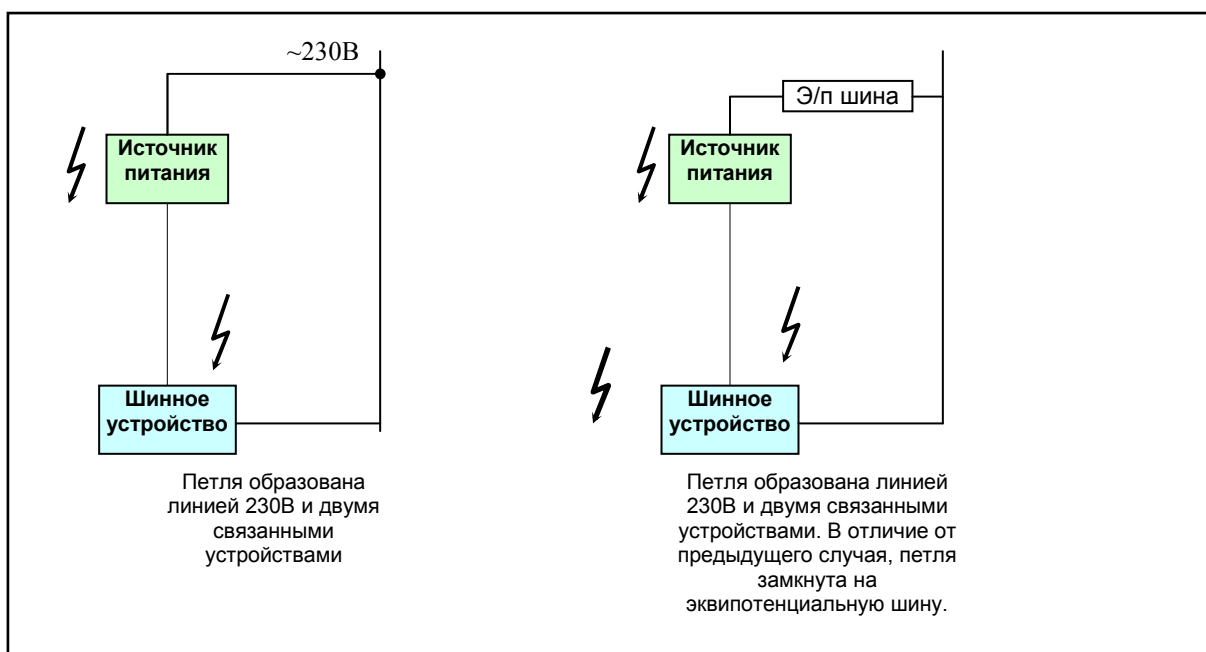 ~230В
Источник
питания
Шинное
устройство
Петля образована
линией 230В и двумя
связанными
устройствами
Э/п шина
Источник
питания
Шинное
устройство
Петля образована линией
230В и двумя связанными
устройствами. В отличие от
предыдущего случая, петля
замкнута на
эквипотенциальную шину.